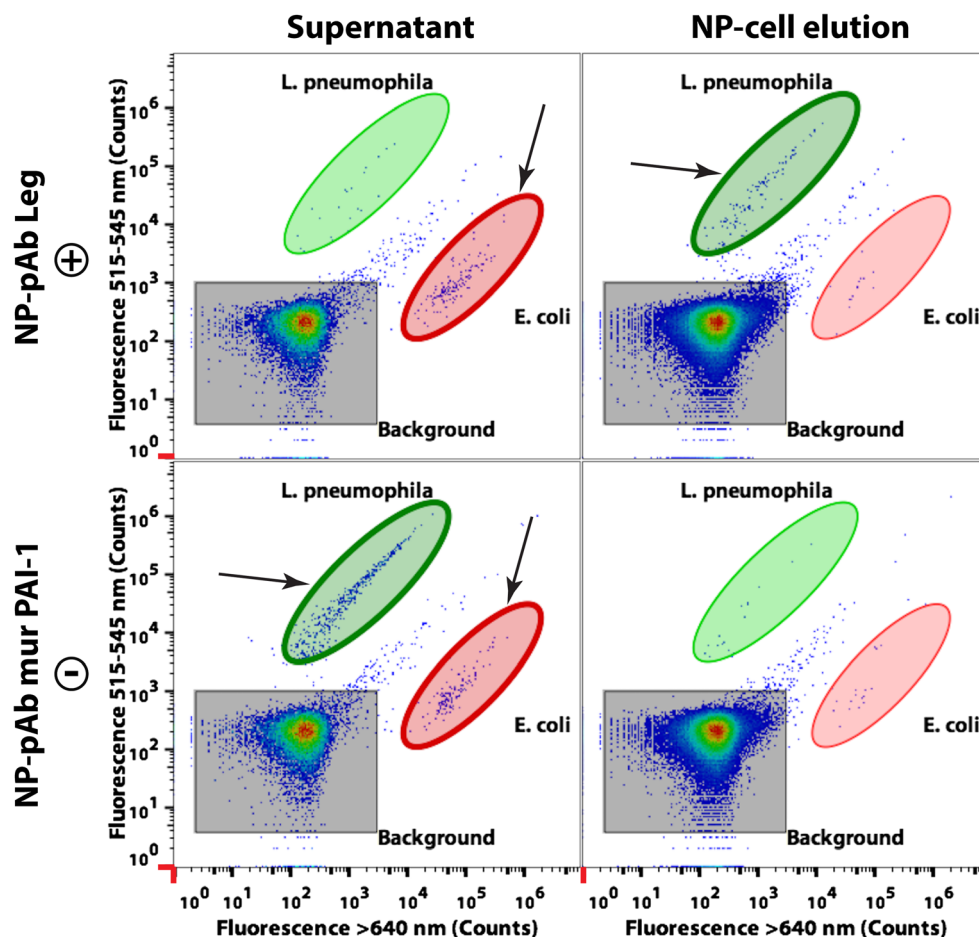 Supernatant
NP-cell elution
NP-pAb Leg
+
Fluorescence 515-545 nm (Counts)
10⁶
10⁵
10⁴
10³
10²
10¹
10⁰
L. pneumophila
E. coli
Background
L. pneumophila
E. coli
Background
NP-pAb mur PAI-1
-
Fluorescence 515-545 nm (Counts)
10⁶
10⁵
10⁴
10³
10²
10¹
10⁰
L. pneumophila
E. coli
Background
L. pneumophila
E. coli
Background
10⁰ 10¹ 10² 10³ 10⁴ 10⁵ 10⁶
10⁰ 10¹ 10² 10³ 10⁴ 10⁵ 10⁶
Fluorescence >640 nm (Counts)
Fluorescence >640 nm (Counts)